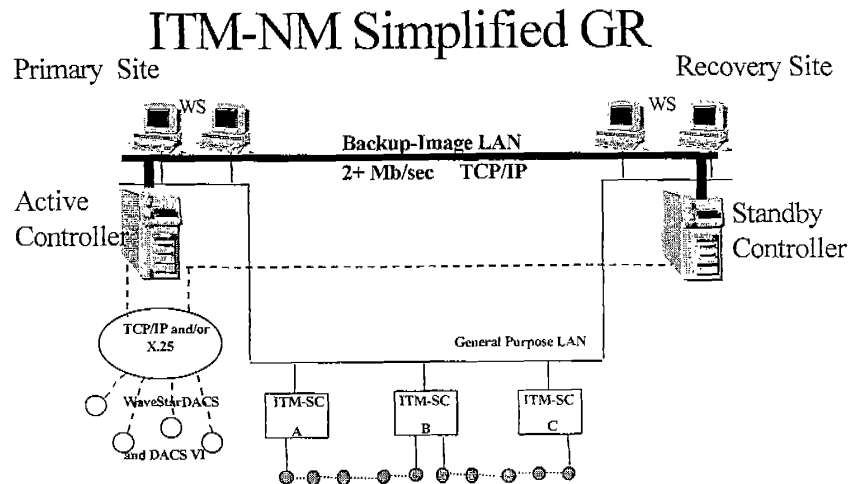 ITM-NM Simplified GR
Primary Site
Recovery Site
WS
WS
Backup-Image LAN
2+ Mb/sec TCP/IP
Active
Controller
Standby
Controller
TCP/IP and/or
X.25
General Purpose LAN
WaveStarDACS
and DACS VI
ITM-SC
A
ITM-SC
B
ITM-SC
C